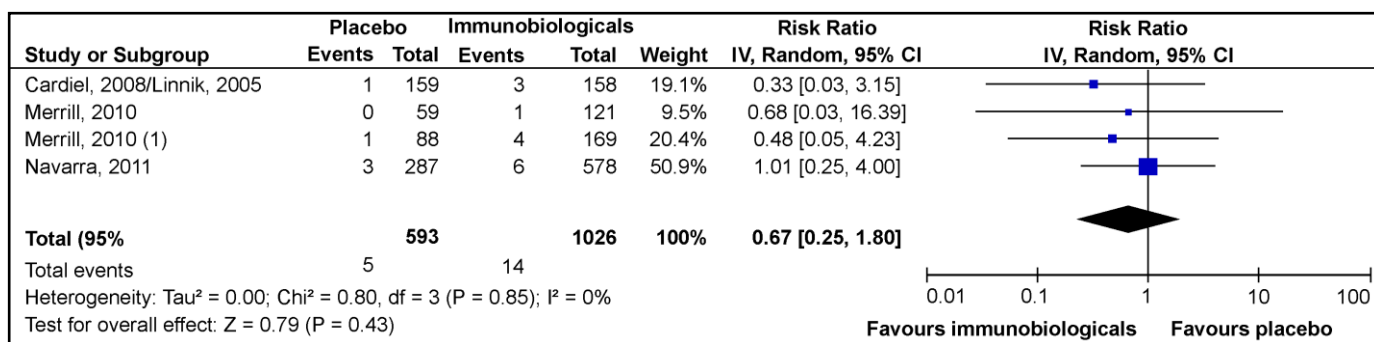 Placebo Immunobiologicals Risk Ratio Risk Ratio
Study or Subgroup Events Total Events Total Weight IV, Random, 95% CI IV, Random, 95% CI
Cardiel, 2008/Linnik, 2005 1 159 3 158 19.1% 0.33 [0.03, 3.15]
Merrill, 2010 0 59 1 121 9.5% 0.68 [0.03, 16.39]
Merrill, 2010 (1) 1 88 4 169 20.4% 0.48 [0.05, 4.23]
Navarra, 2011 3 287 6 578 50.9% 1.01 [0.25, 4.00]
Total (95% 593 1026 100% 0.67 [0.25, 1.80]
Total events 5 14
Heterogeneity: Tau² = 0.00; Chi² = 0.80, df = 3 (P = 0.85); I² = 0%
Test for overall effect: Z = 0.79 (P = 0.43)
0.01 0.1 1 10 100
Favours immunobiologicals Favours placebo